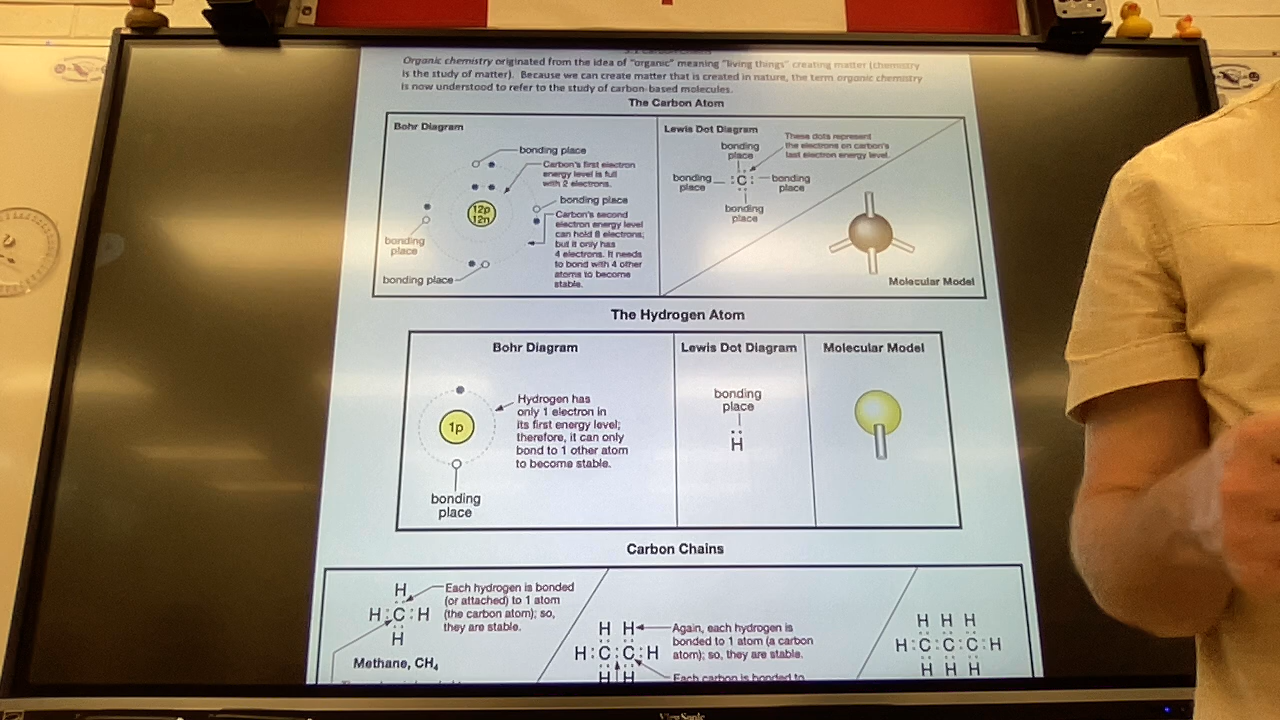 3.1 Carbon Chains
Organic chemistry originated from the idea of "organic" meaning "living things" creating matter (chemistry
is the study of matter). Because we can create matter that is created in nature, the term organic chemistry
is now understood to refer to the study of carbon-based molecules.
The Carbon Atom
Bohr Diagram
bonding place
Carbon's first electron
energy level is full
with 2 electrons.
bonding place
12p
12n
Carbon's second
electron energy level
can hold 8 electrons;
but it only has
4 electrons. It needs
to bond with 4 other
atoms to become
stable.
bonding
place
bonding place
Lewis Dot Diagram
These dots represent
the electrons on carbon's
last electron energy level.
bonding
place
bonding
place
C
bonding
place
bonding
place
Molecular Model
The Hydrogen Atom
Bohr Diagram
1p
Hydrogen has
only 1 electron in
its first energy level;
therefore, it can only
bond to 1 other atom
to become stable.
bonding
place
Lewis Dot Diagram
bonding
place
H
Molecular Model
Carbon Chains
H
H:C:H
H
Each hydrogen is bonded
(or attached) to 1 atom
(the carbon atom); so,
they are stable.
Methane, CH₄
H H
H:C:C:H
H H
Again, each hydrogen is
bonded to 1 atom (a carbon
atom); so, they are stable.
Each carbon is bonded to
H H H
H:C:C:C:H
H H H
ViewSonic